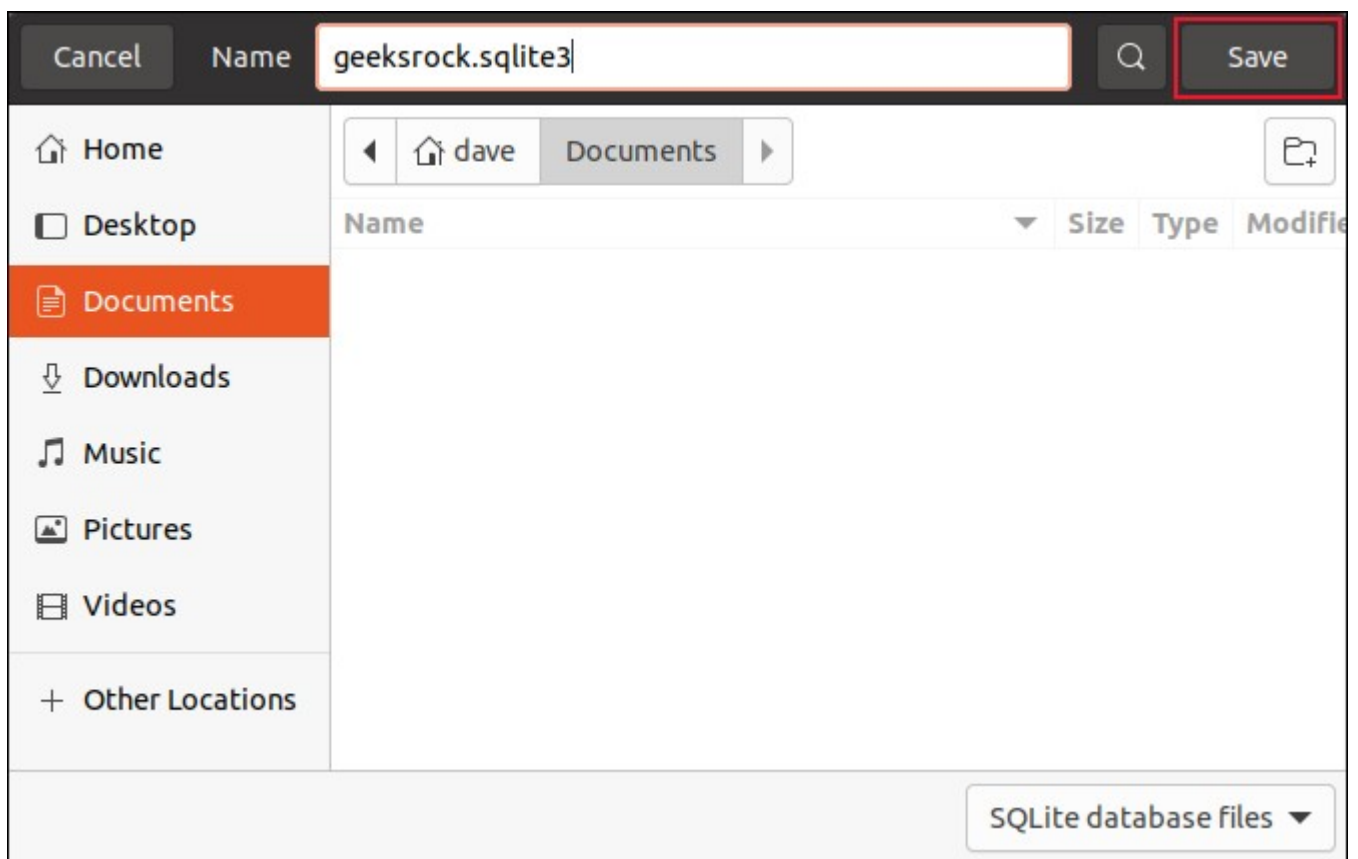 Cancel Name geeksrock.sqlite3 Save
Home
dave Documents
Desktop
Name Size Type Modifie
Documents
Downloads
Music
Pictures
Videos
+ Other Locations
SQLite database files